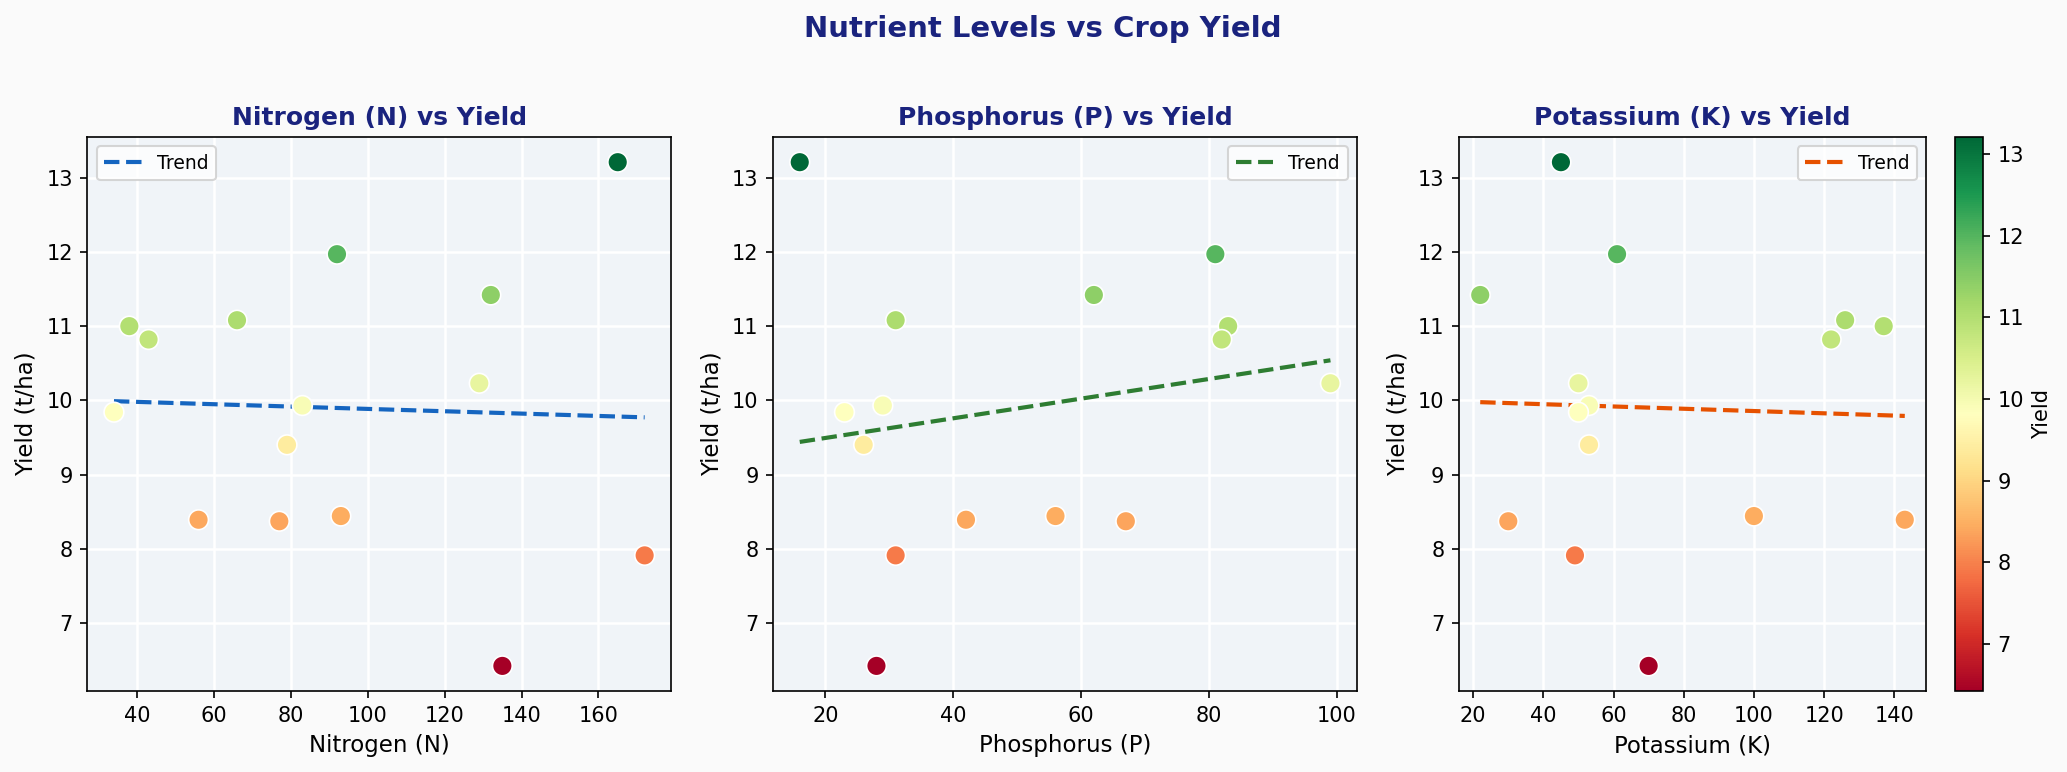 Nutrient Levels vs Crop Yield
Nitrogen (N) vs Yield
Trend
13
12
11
10
9
8
7
Yield (t/ha)
40 60 80 100 120 140 160
Nitrogen (N)
Phosphorus (P) vs Yield
Trend
13
12
11
10
9
8
7
Yield (t/ha)
20 40 60 80 100
Phosphorus (P)
Potassium (K) vs Yield
Trend
13
12
11
10
9
8
7
Yield (t/ha)
20 40 60 80 100 120 140
Potassium (K)
13
12
11
10
9
8
7
Yield